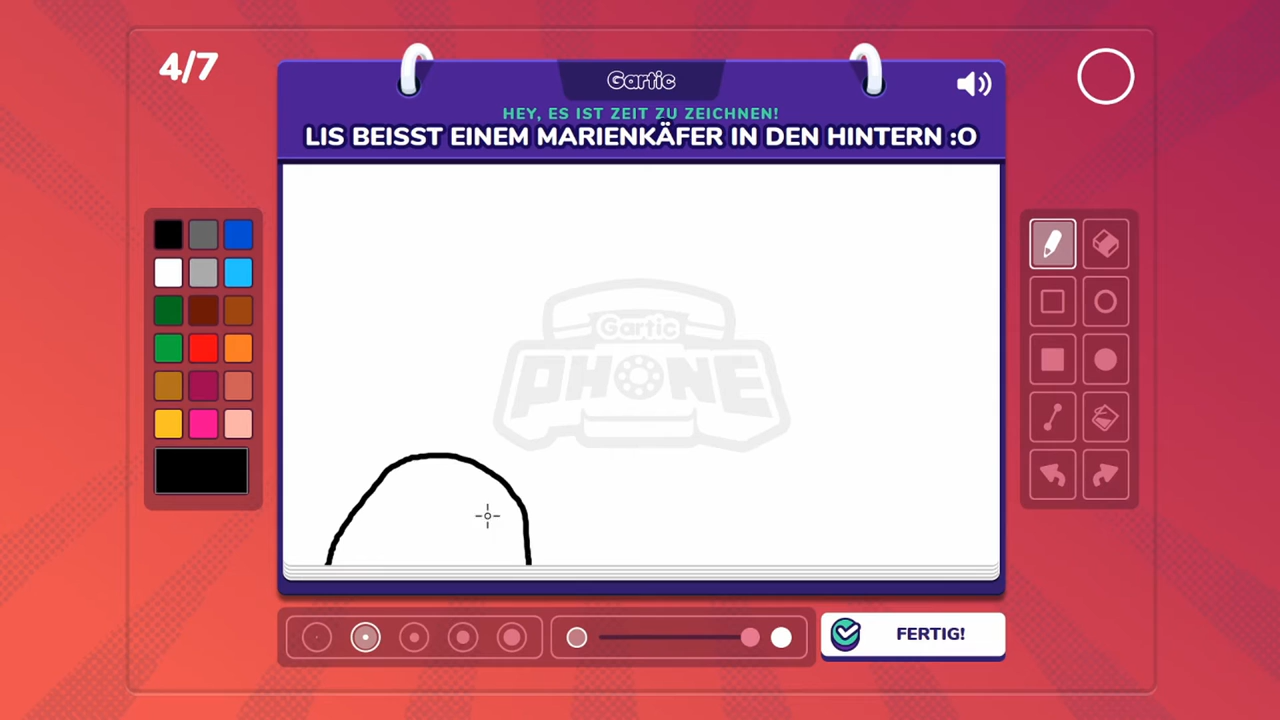 4/7
Gartic
HEY, ES IST ZEIT ZU ZEICHNEN!
LIS BEISST EINEM MARIENKÄFER IN DEN HINTERN :O
Gartic
PHONE
FERTIG!